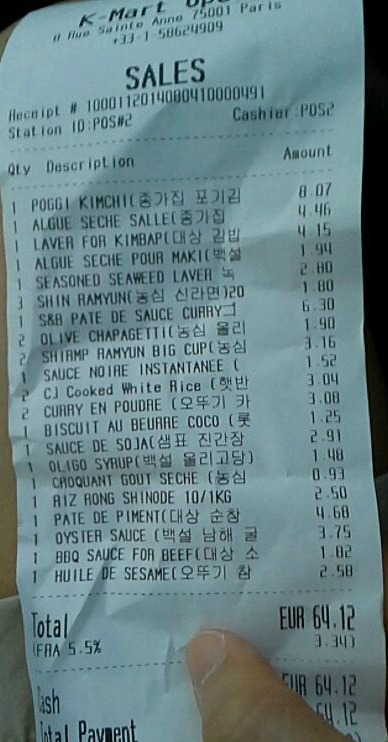 K-Mart Ope
8 Rue Sainte Anne 75001 Paris
+33-1-58624909
SALES
Receipt # 1000112014080410000491
Station ID:POS#2 Cashier:POS2
Qty Description Amount
1 POGGI KIMCHI(종가집 포기김 8.07
1 ALGUE SECHE SALLE(종가집 4.46
1 LAVER FOR KIMBAP(대상 김밥 4.15
1 ALGUE SECHE POUR MAKI(백설 1.94
1 SEASONED SEAWEED LAVER 녹 2.80
3 SHIN RAMYUN(농심 신라면)20 1.80
1 S&B PATE DE SAUCE CURRY그 6.30
2 OLIVE CHAPAGETTI(농심 올리 1.90
2 SHIRMP RAMYUN BIG CUP(농심 3.16
1 SAUCE NOIRE INSTANTANEE ( 1.52
2 CJ Cooked White Rice (햇반 3.04
2 CURRY EN POUDRE (오뚜기 카 3.08
1 BISCUIT AU BEURRE COCO (롯 1.25
1 SAUCE DE SOJA(샘표 진간장 2.91
1 OLIGO SYRUP(백설 올리고당) 1.48
1 CROQUANT GOUT SECHE (농심 0.93
1 RIZ RONG SHINODE 10/1KG 2.50
1 PATE DE PIMENT(대상 순창 4.68
1 OYSTER SAUCE (백설 남해 굴 3.75
1 BBQ SAUCE FOR BEEF(대상 소 1.82
1 HUILE DE SESAME(오뚜기 참 2.58
Total EUR 64.12
(FRA 5.5% 3.34)
Cash EUR 64.12
Total Payment 64.12